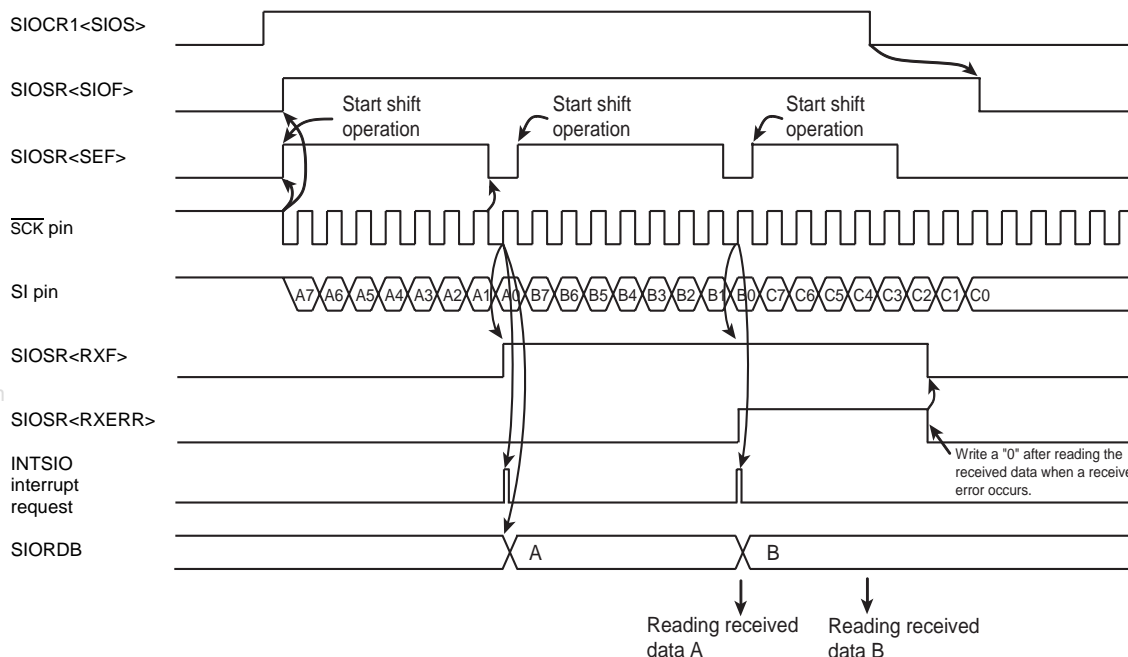 SIOCR1<SIOS>
SIOSR<SIOF>
Start shift
operation
Start shift
operation
Start shift
operation
SIOSR<SEF>
SCK pin
SI pin
A7 A6 A5 A4 A3 A2 A1 A0 B7 B6 B5 B4 B3 B2 B1 B0 C7 C6 C5 C4 C3 C2 C1 C0
SIOSR<RXF>
SIOSR<RXERR>
Write a "0" after reading the
received data when a receive
error occurs.
INTSIO
interrupt
request
SIORDB
A
B
Reading received
data A
Reading received
data B